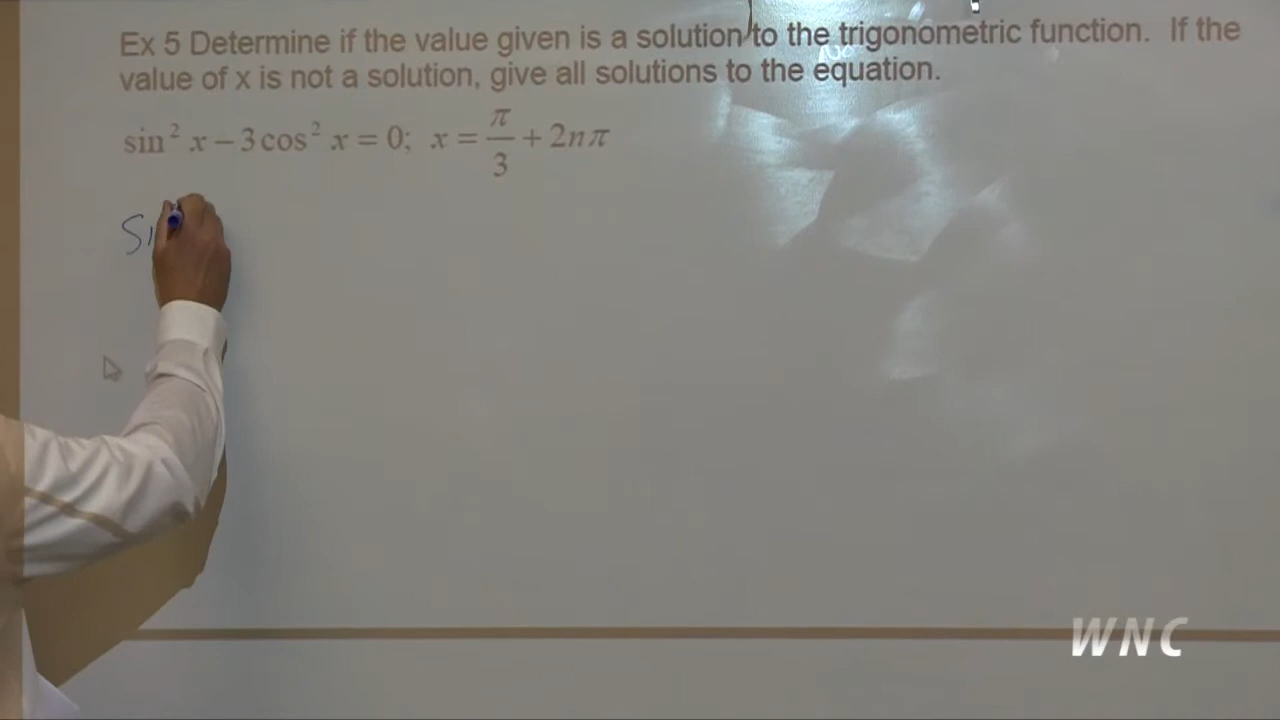 Ex 5 Determine if the value given is a solution to the trigonometric function. If the
value of x is not a solution, give all solutions to the equation.
sin² x − 3cos² x = 0; x = π/3 + 2nπ
Si
WNC